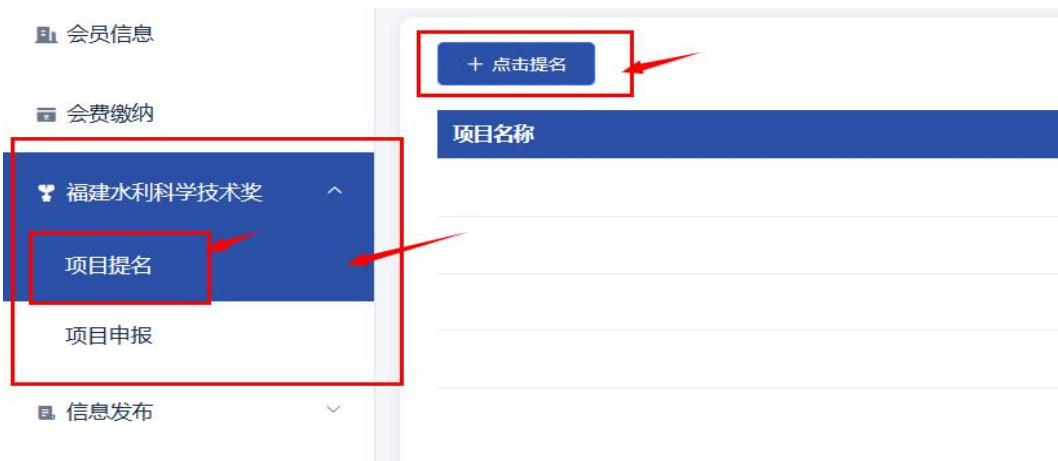 会员信息
会费缴纳
福建水利科学技术奖
项目提名
项目申报
信息发布
+ 点击提名
项目名称